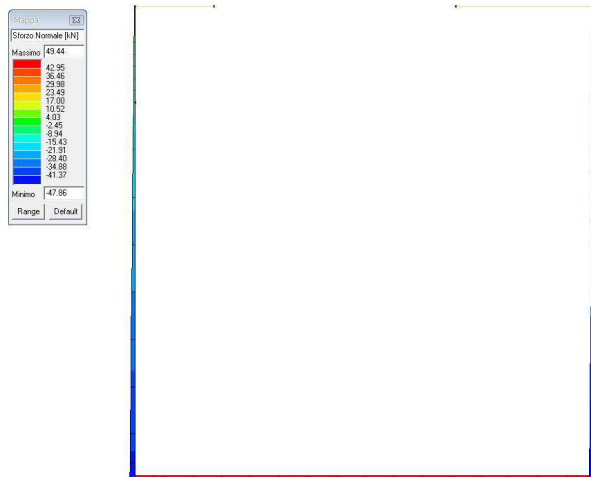 Mappa
Sforzo Normale [kN]
Massimo 49.44
42.95
36.46
29.98
23.49
17.00
10.52
4.03
-2.45
-8.94
-15.43
-21.91
-28.40
-34.88
-41.37
Minimo -47.86
Range Default